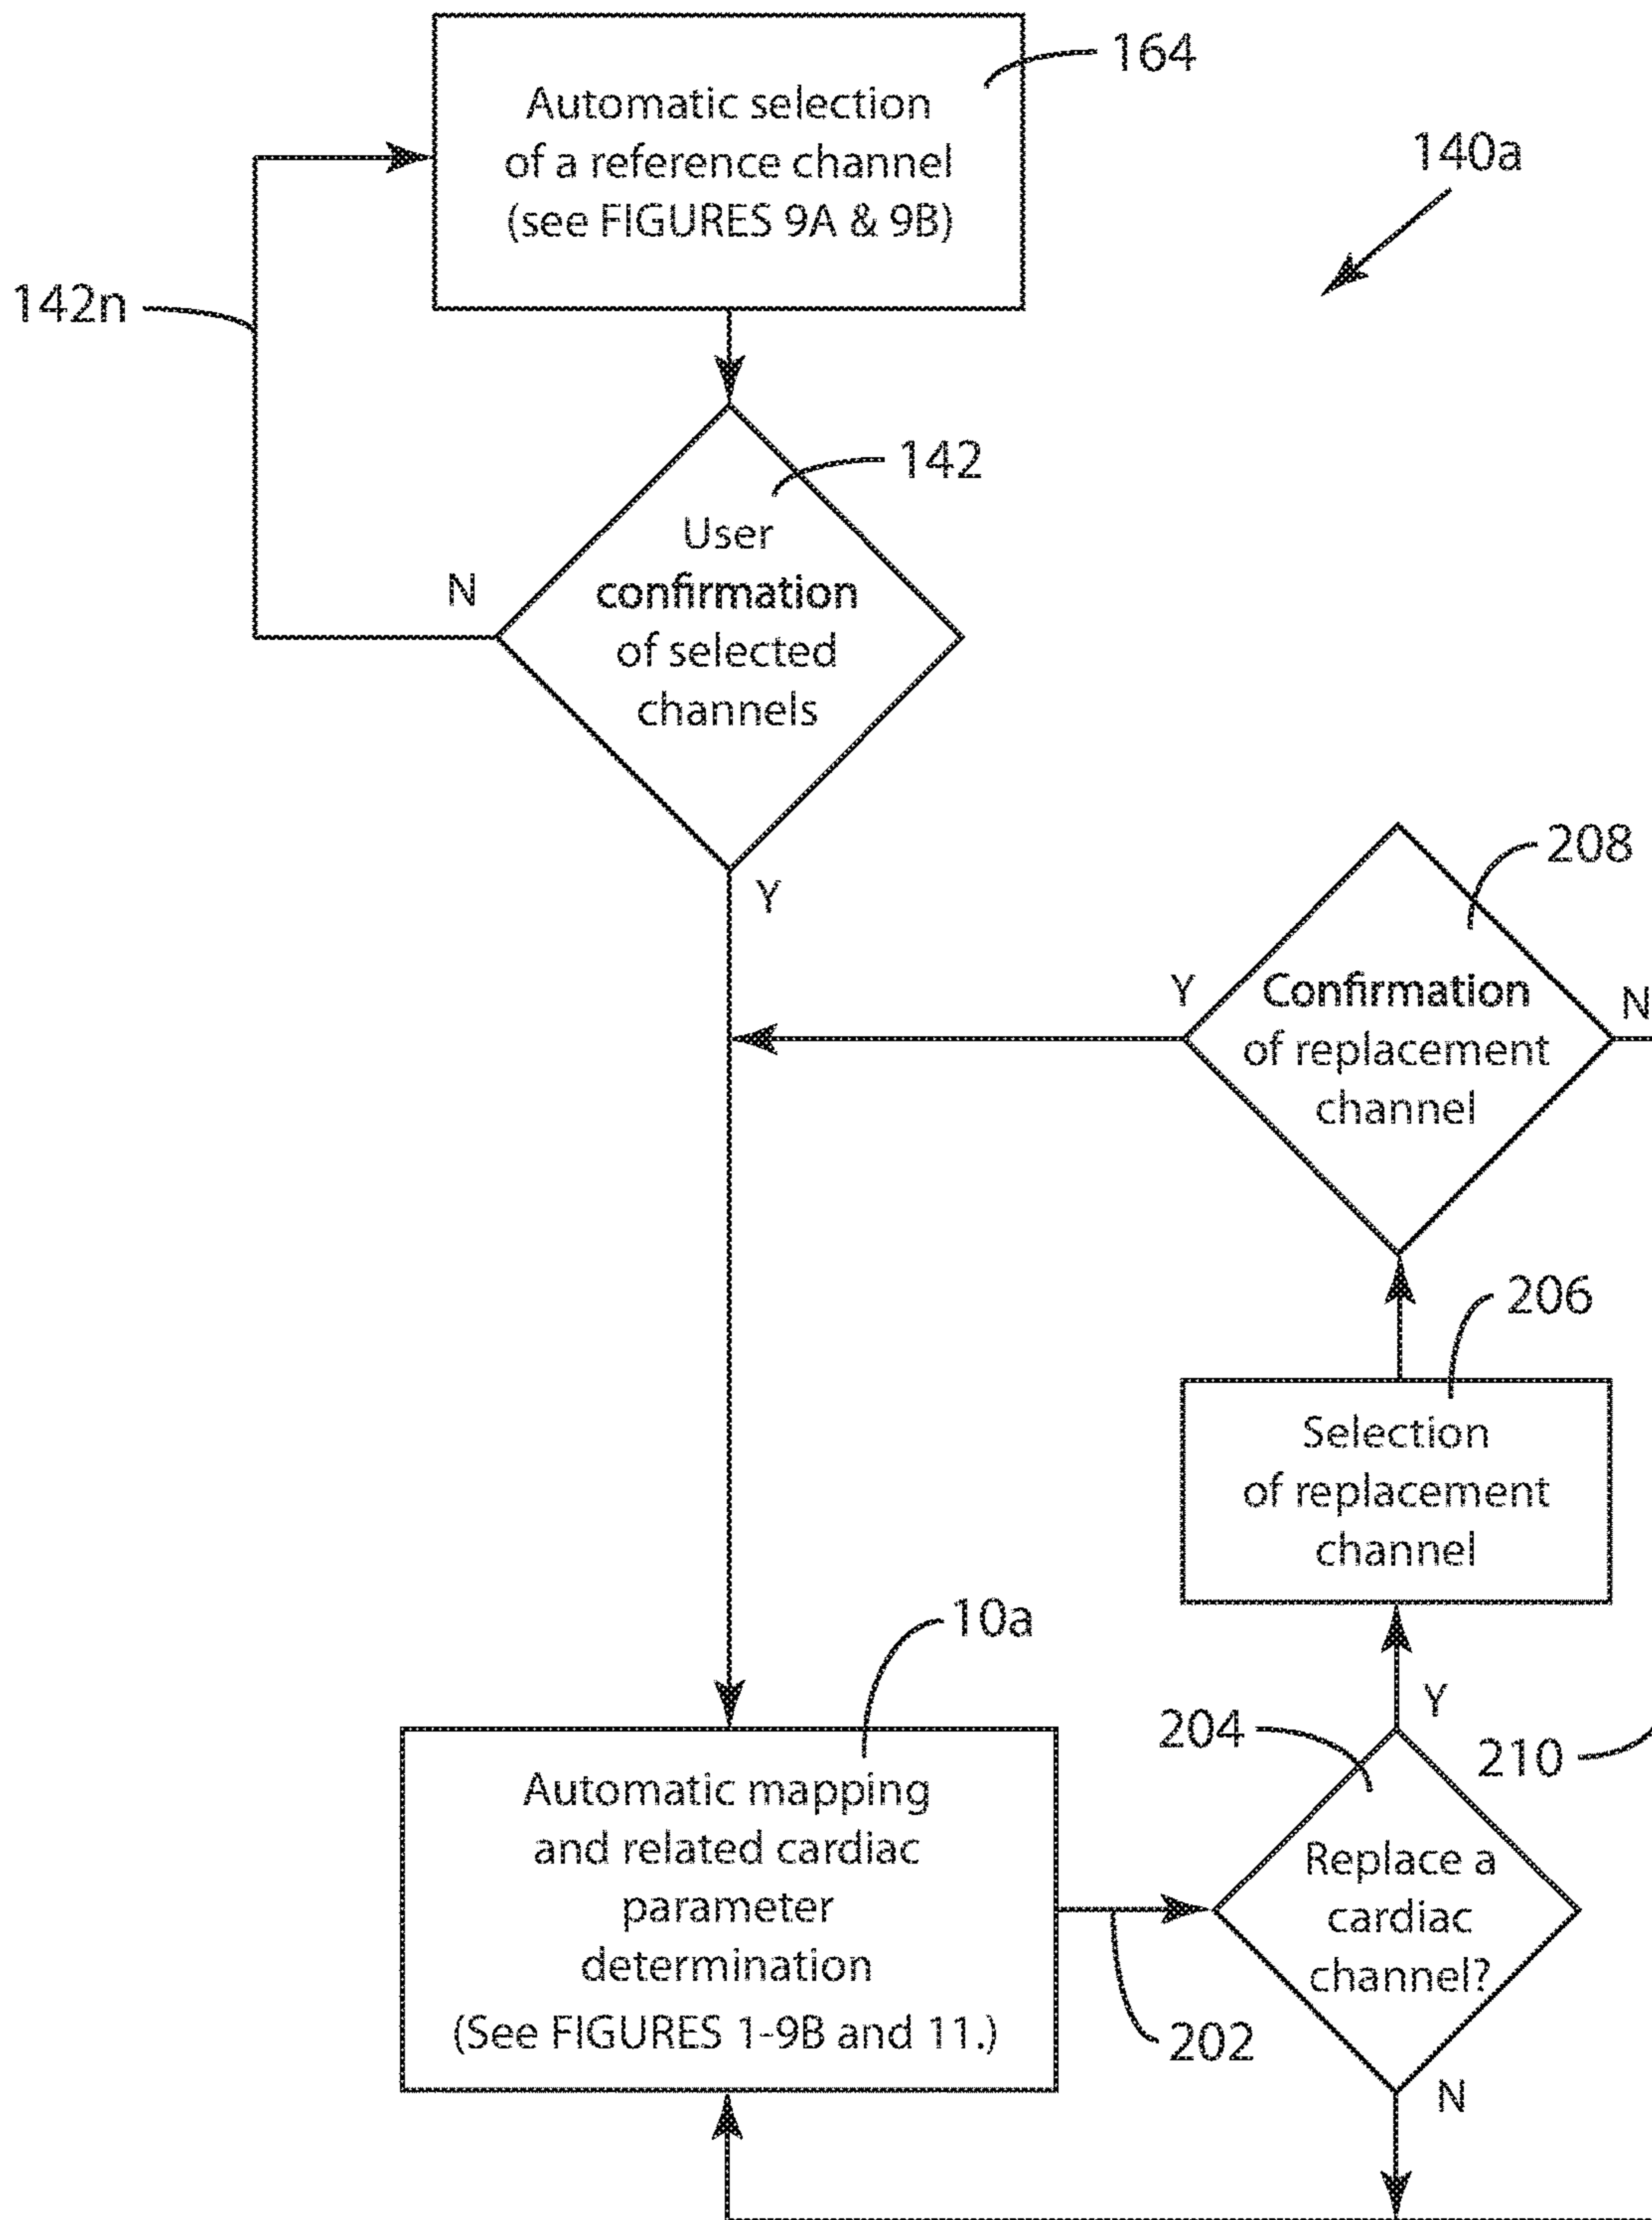 164
Automatic selection
of a reference channel
(see FIGURES 9A & 9B)
140a
142n
142
User
confirmation
of selected
channels
N
Y
208
Y
Confirmation
of replacement
channel
N
206
Selection
of replacement
channel
10a
Automatic mapping
and related cardiac
parameter
determination
(See FIGURES 1-9B and 11.)
202
204
Y
210
Replace a
cardiac
channel?
N